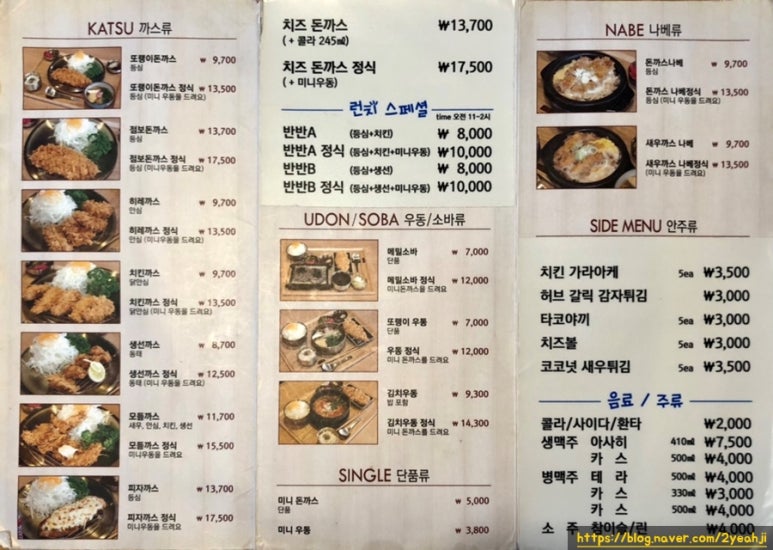 KATSU 까스류
또랭이돈까스 ₩ 9,700
등심
또랭이돈까스 정식 ₩ 13,500
등심 (미니 우동을 드려요)
점보돈까스 ₩ 13,700
등심
점보돈까스 정식 ₩ 17,500
등심 (미니 우동을 드려요)
히레까스 ₩ 9,700
안심
히레까스 정식 ₩ 13,500
안심 (미니우동을 드려요)
치킨까스 ₩ 9,700
닭안심
치킨까스 정식 ₩ 13,500
닭안심 (미니 우동을 드려요)
생선까스 ₩ 8,700
동태
생선까스 정식 ₩ 12,500
동태 (미니 우동을 드려요)
모듬까스 ₩ 11,700
새우, 안심, 치킨, 생선
모듬까스 정식 ₩ 15,500
미니우동을 드려요
피자까스 ₩ 13,700
등심
피자까스 정식 ₩ 17,500
미니우동을 드려요
치즈 돈까스 ₩13,700
(+ 콜라 245㎖)
치즈 돈까스 정식 ₩17,500
(+ 미니우동)
런치 스페셜 time 오전 11-2시
반반A (등심+치킨) ₩ 8,000
반반A 정식 (등심+치킨+미니우동) ₩10,000
반반B (등심+생선) ₩ 8,000
반반B 정식 (등심+생선+미니우동) ₩10,000
UDON/SOBA 우동/소바류
메밀소바 ₩ 7,000
단품
메밀소바 정식 ₩ 12,000
미니돈까스를 드려요
또랭이 우동 ₩ 7,000
단품
우동 정식 ₩ 12,000
미니 돈까스를 드려요
김치우동 ₩ 9,300
밥 포함
김치우동 정식 ₩ 14,300
미니 돈까스를 드려요
SINGLE 단품류
미니 돈까스 ₩ 5,000
단품
미니 우동 ₩ 3,800
NABE 나베류
돈까스나베 ₩ 9,700
등심
돈까스 나베정식 ₩ 13,500
등심 (미니 우동을 드려요)
새우까스 나베 ₩ 9,700
새우까스 나베정식 ₩ 13,500
(미니 우동을 드려요)
SIDE MENU 안주류
치킨 가라아케 5ea ₩3,500
허브 갈릭 감자튀김 ₩3,000
타코야끼 5ea ₩3,000
치즈볼 5ea ₩3,000
코코넛 새우튀김 5ea ₩3,500
음료 / 주류
콜라/사이다/환타 ₩2,000
생맥주 아사히 410㎖ ₩7,500
카 스 500㎖ ₩4,000
병맥주 테 라 500㎖ ₩4,000
카 스 330㎖ ₩3,000
카 스 500㎖ ₩4,000
소 주 참이슬/린 ₩4,000
https://blog.naver.com/2yeahji